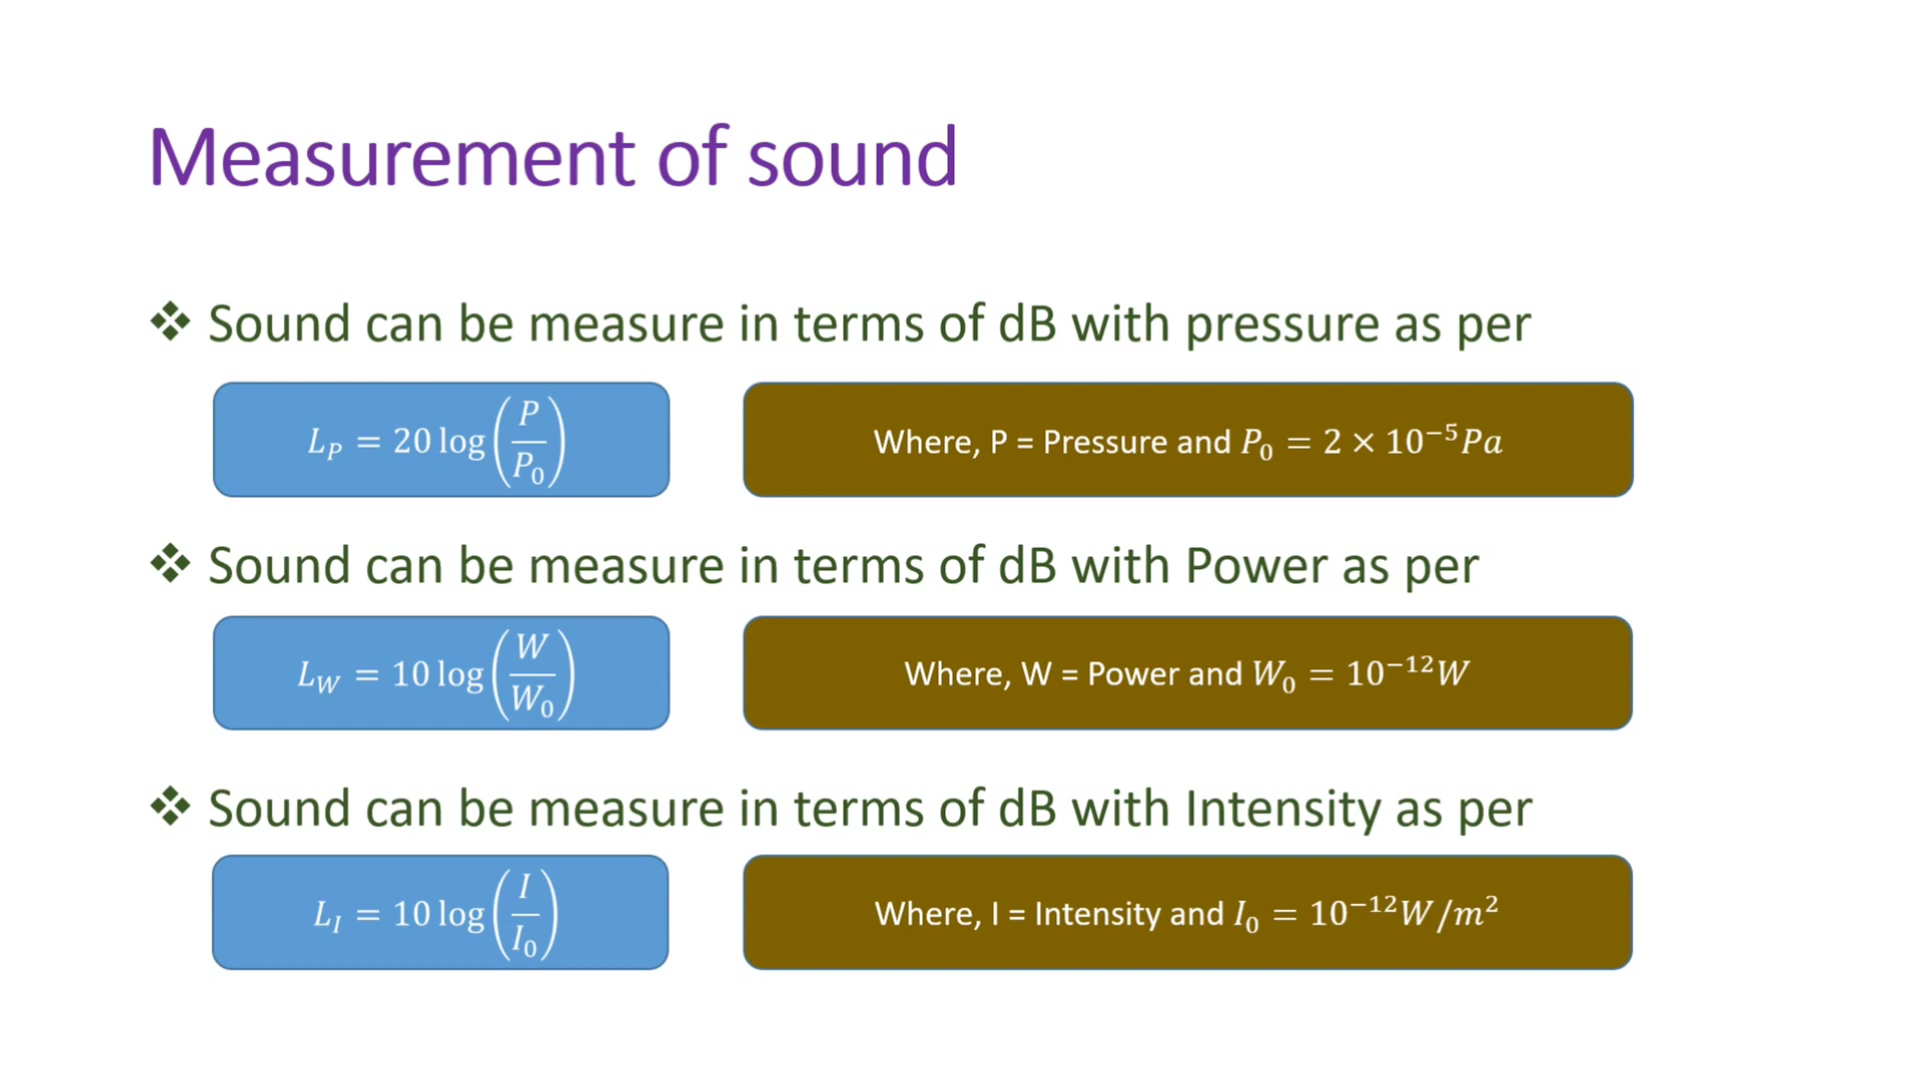 Measurement of sound
❖ Sound can be measure in terms of dB with pressure as per
$L_P = 20 \log\left(\frac{P}{P_0}\right)$
Where, P = Pressure and $P_0 = 2 \times 10^{-5} Pa$
❖ Sound can be measure in terms of dB with Power as per
$L_W = 10 \log\left(\frac{W}{W_0}\right)$
Where, W = Power and $W_0 = 10^{-12} W$
❖ Sound can be measure in terms of dB with Intensity as per
$L_I = 10 \log\left(\frac{I}{I_0}\right)$
Where, I = Intensity and $I_0 = 10^{-12} W/m^2$